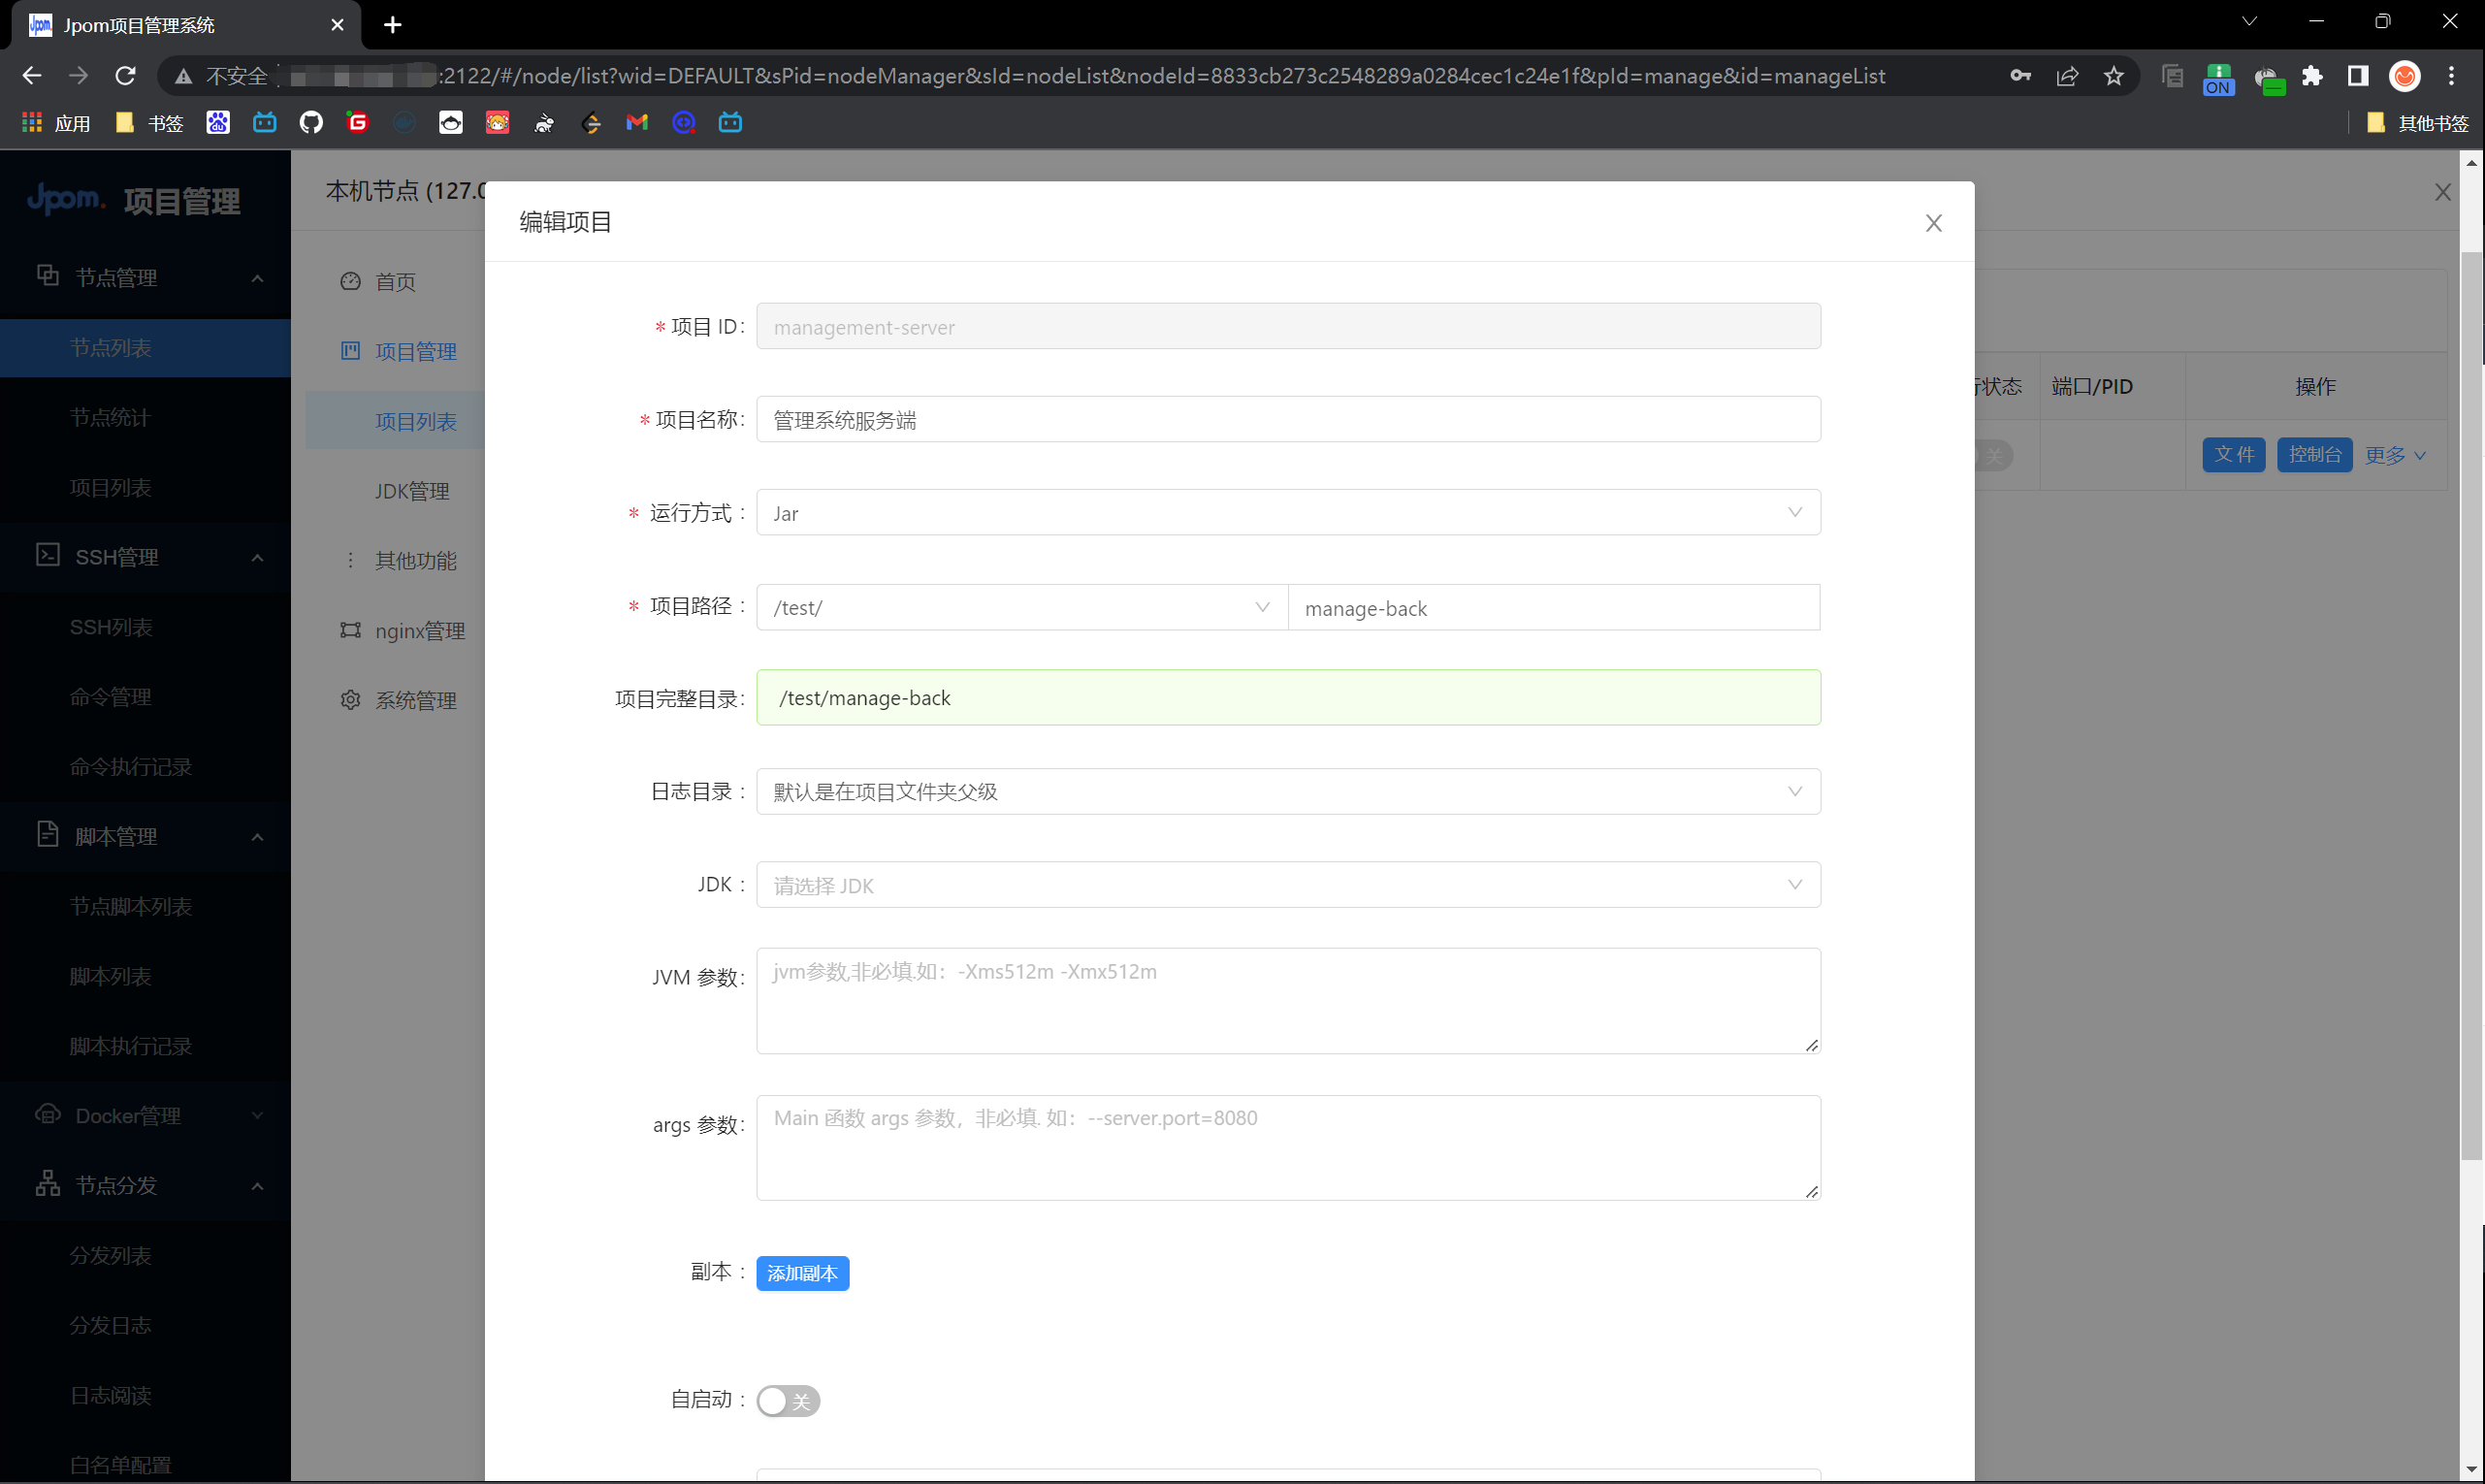 Jpom项目管理系统
不安全
:2122/#/node/list?wid=DEFAULT&sPid=nodeManager&sId=nodeList&nodeId=8833cb273c2548289a0284cec1c24e1f&pId=manage&id=manageList
ON
应用
书签
其他书签
Jpom. 项目管理
节点管理
节点列表
节点统计
项目列表
SSH管理
SSH列表
命令管理
命令执行记录
脚本管理
节点脚本列表
脚本列表
脚本执行记录
Docker管理
节点分发
分发列表
分发日志
日志阅读
白名单配置
本机节点 (127.0
首页
项目管理
项目列表
JDK管理
其他功能
nginx管理
系统管理
编辑项目
* 项目 ID: management-server
* 项目名称: 管理系统服务端
* 运行方式 : Jar
* 项目路径 : /test/ manage-back
项目完整目录: /test/manage-back
日志目录 : 默认是在项目文件夹父级
JDK : 请选择 JDK
JVM 参数: jvm参数,非必填.如：-Xms512m -Xmx512m
args 参数: Main 函数 args 参数，非必填. 如：--server.port=8080
副本 : 添加副本
自启动 : 关
行状态 端口/PID 操作
关 文件 控制台 更多